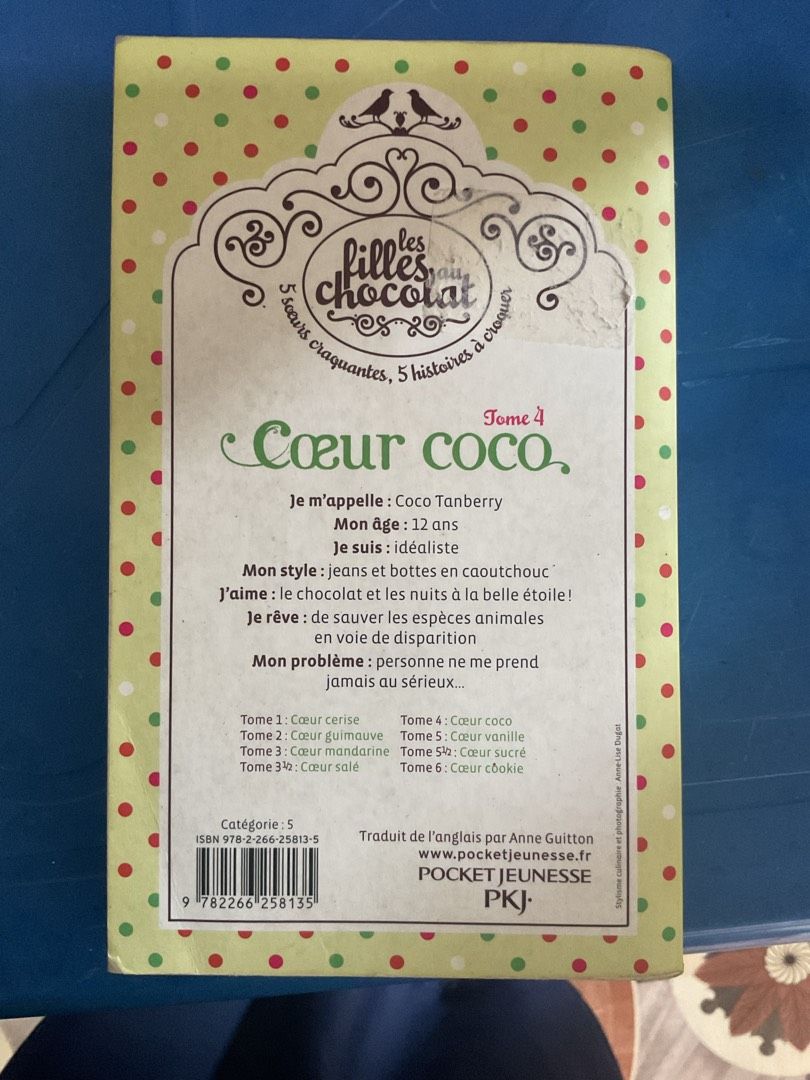 les
filles au
chocolat
5 sœurs craquantes, 5 histoires à croquer
Tome 4
Cœur coco
Je m'appelle : Coco Tanberry
Mon âge : 12 ans
Je suis : idéaliste
Mon style : jeans et bottes en caoutchouc
J'aime : le chocolat et les nuits à la belle étoile !
Je rêve : de sauver les espèces animales
en voie de disparition
Mon problème : personne ne me prend
jamais au sérieux...
Tome 1 : Cœur cerise
Tome 2 : Cœur guimauve
Tome 3 : Cœur mandarine
Tome 3½ : Cœur salé
Tome 4 : Cœur coco
Tome 5 : Cœur vanille
Tome 5½ : Cœur sucré
Tome 6 : Cœur cookie
Catégorie : 5
ISBN 978-2-266-25813-5
9 782266 258135
Traduit de l'anglais par Anne Guitton
www.pocketjeunesse.fr
POCKET JEUNESSE
PKJ·
Stylisme culinaire et photographie : Anne-Lise Dugat